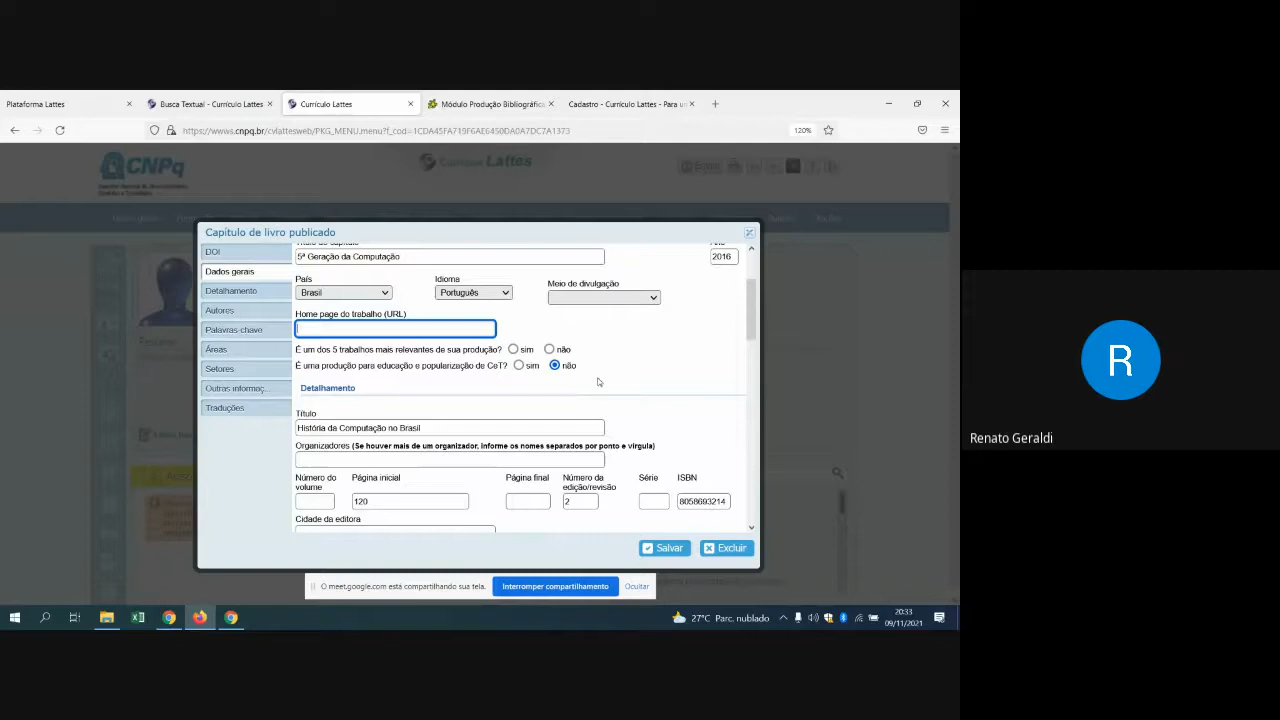 Plataforma Lattes
Busca Textual - Currículo Lattes
Currículo Lattes
Módulo Produção Bibliográfica
Cadastro - Currículo Lattes - Para u
https://wwws.cnpq.br/cvlattesweb/PKG_MENU.menu?f_cod=1CDA45FA719F6AE6450DA0A7DC7A1373
120%
CNPq
Currículo Lattes
Capítulo de livro publicado
DOI
Dados gerais
Detalhamento
Autores
Palavras-chave
Áreas
Setores
Outras informaç...
Traduções
5ª Geração da Computação
2016
País
Idioma
Meio de divulgação
Brasil
Português
Home page do trabalho (URL)
É um dos 5 trabalhos mais relevantes de sua produção? sim não
É uma produção para educação e popularização de CeT? sim não
Detalhamento
Título
História da Computação no Brasil
Organizadores (Se houver mais de um organizador, informe os nomes separados por ponto e vírgula)
Número do volume
Página inicial
Página final
Número da edição/revisão
Série
ISBN
120
2
8058693214
Cidade da editora
Salvar
Excluir
O meet.google.com está compartilhando sua tela.
Interromper compartilhamento
Ocultar
27°C Parc. nublado
20:33
09/11/2021
R
Renato Geraldi